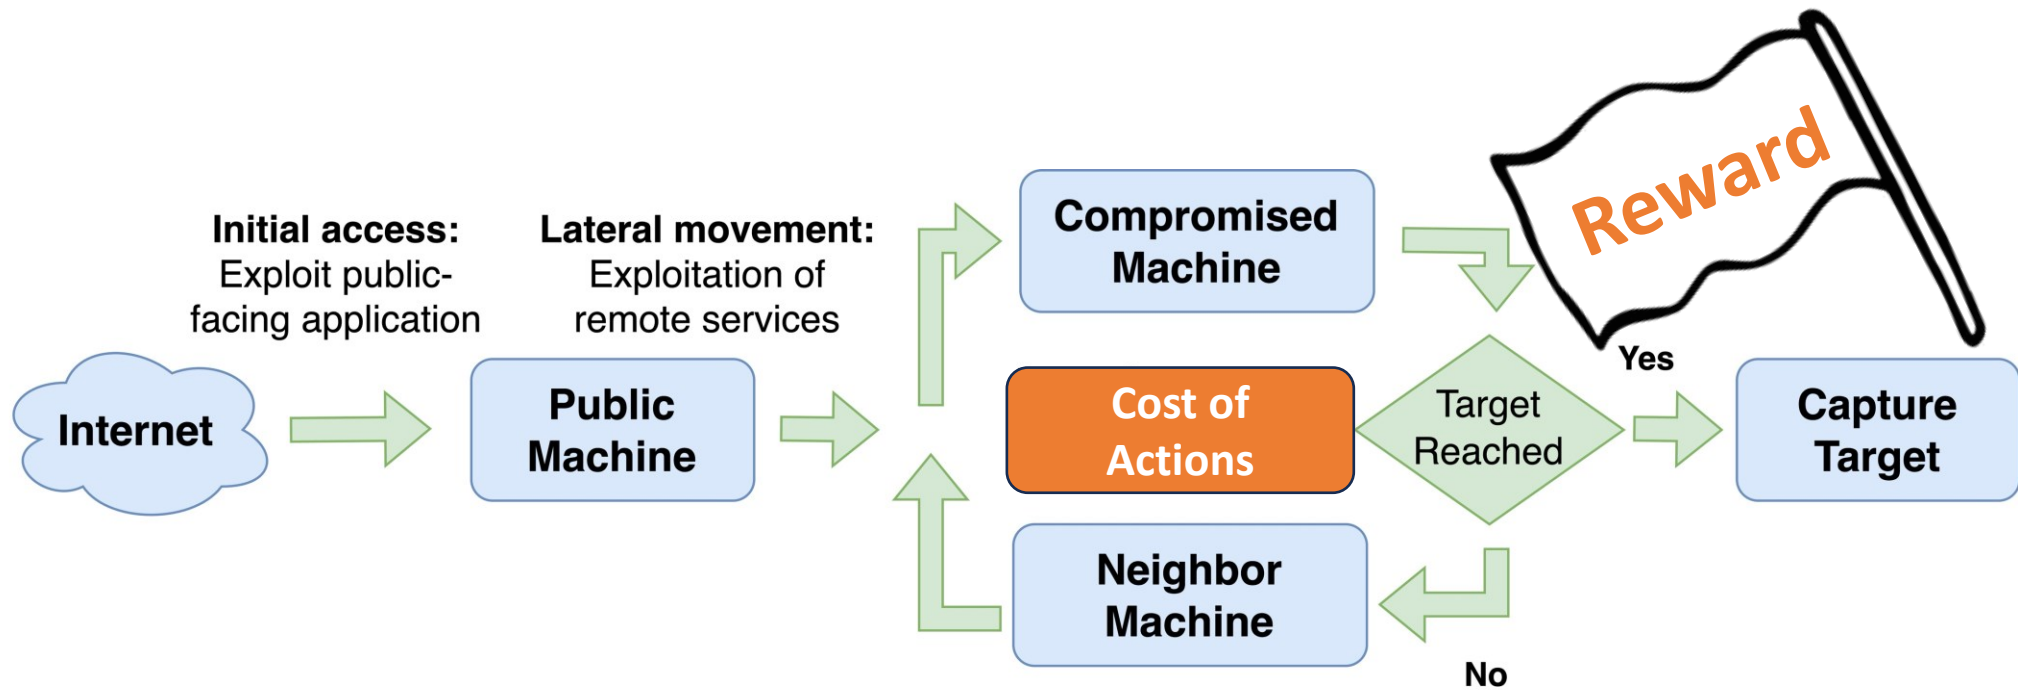 Initial access:
Exploit public-
facing application
Internet
Public
Machine
Lateral movement:
Exploitation of
remote services
Compromised
Machine
Cost of
Actions
Target
Reached
Neighbor
Machine
No
Yes
Reward
Capture
Target